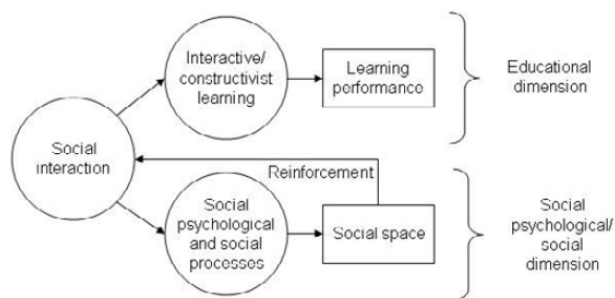 Interactive/
constructivist
learning
Learning
performance
Educational
dimension
Social
interaction
Reinforcement
Social
psychological
and social
processes
Social space
Social
psychological/
social
dimension